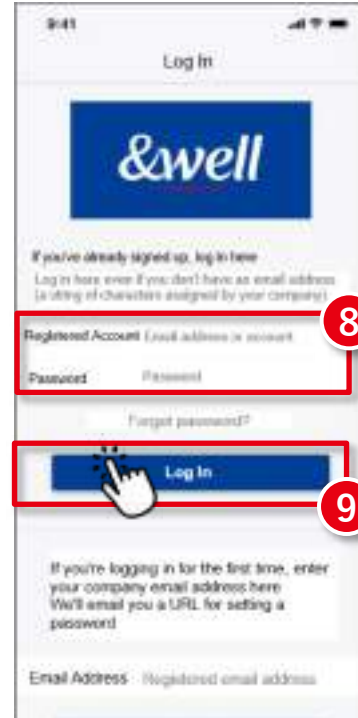 9:41
Log In
&well
If you've already signed up, log in here
Log in here even if you don't have an email address
(a string of characters assigned by your company)
Registered Account Email address or account
8
Password Password
Forgot password?
Log In
9
If you're logging in for the first time, enter
your company email address here
We'll email you a URL for setting a
password
Email Address Registered email address